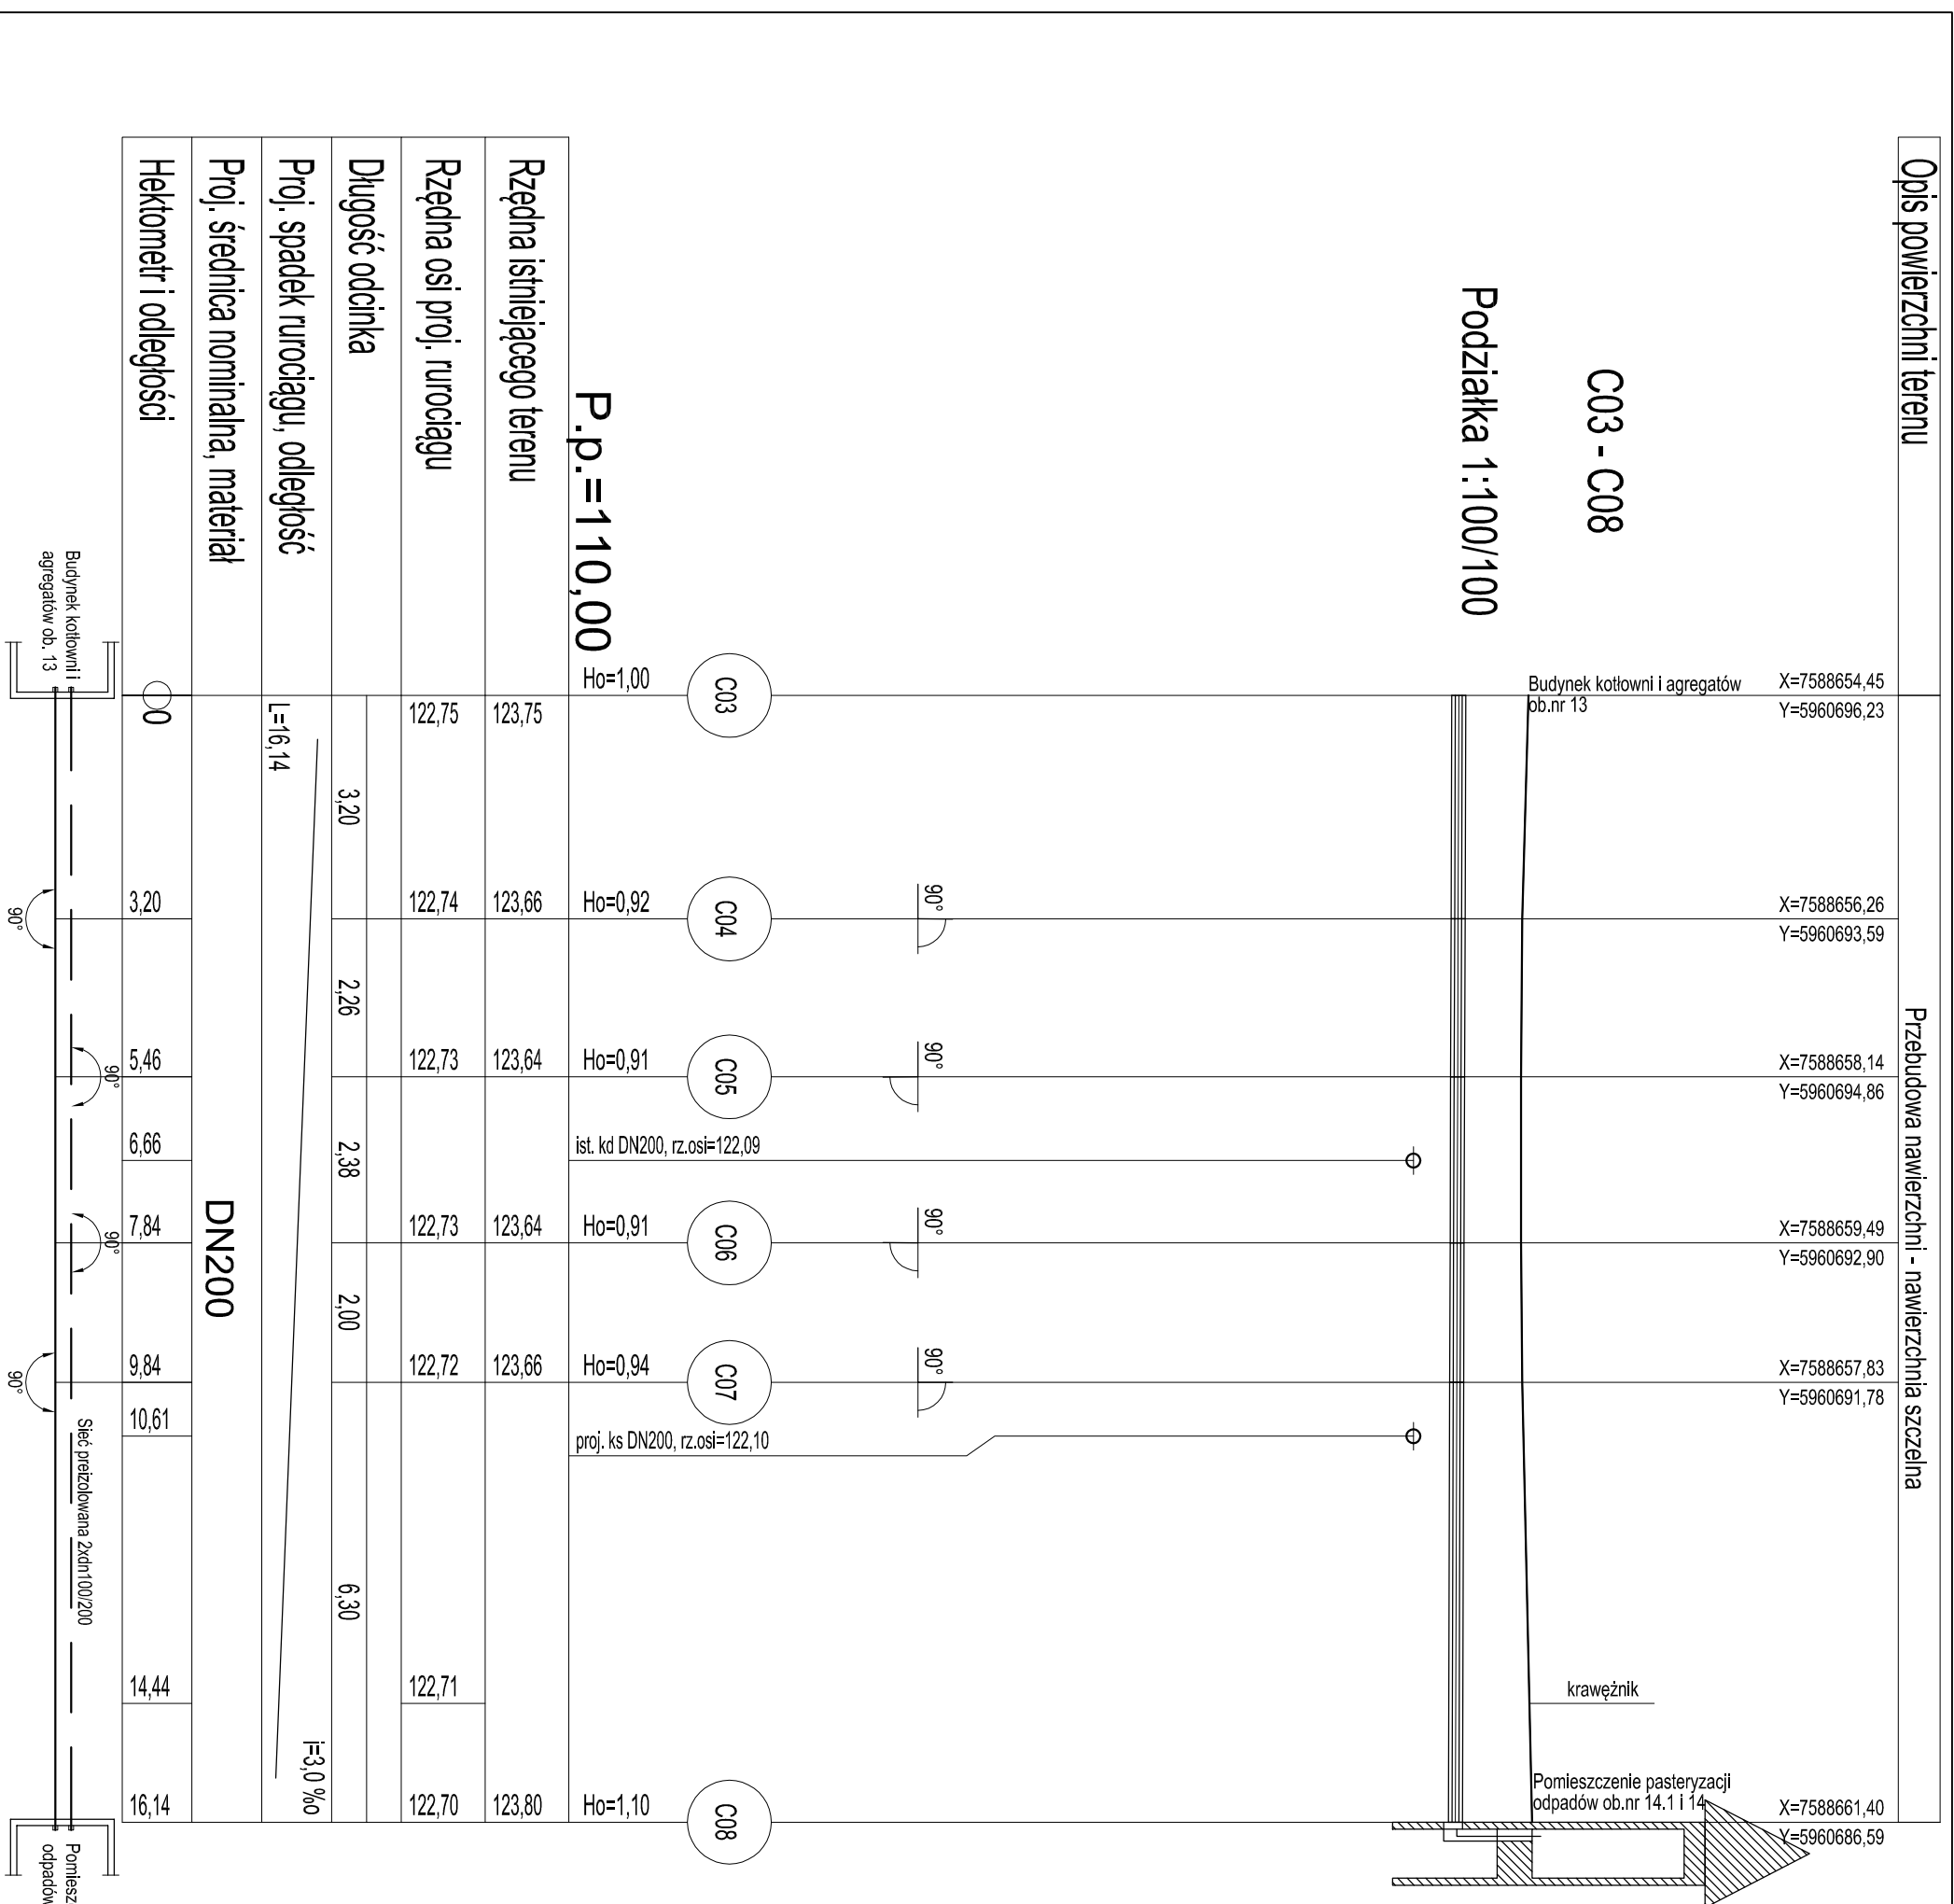 Opis powierzchni terenu
Przebudowa nawierzchni - nawierzchnia szczelna
C03 - C08
Podziałka 1:100/100
X=7588654,45
Y=5960696,23
X=7588656,26
Y=5960693,59
X=7588658,14
Y=5960694,86
X=7588659,49
Y=5960692,90
X=7588657,83
Y=5960691,78
X=7588661,40
Y=5960686,59
Budynek kotłowni i agregatów
ob.nr 13
krawężnik
Pomieszczenie pasteryzacji
odpadów ob.nr 14.1 i 14
90°
90°
90°
90°
C03
C04
C05
C06
C07
C08
P.p.=110,00
Ho=1,00
Ho=0,92
Ho=0,91
ist. kd DN200, rz.osi=122,09
Ho=0,91
Ho=0,94
proj. ks DN200, rz.osi=122,10
Ho=1,10
Rzędna istniejącego terenu
123,75
123,66
123,64
123,64
123,66
123,80
Rzędna osi proj. rurociągu
122,75
122,74
122,73
122,73
122,72
122,71
122,70
Długość odcinka
3,20
2,26
2,38
2,00
6,30
Proj. spadek rurociągu, odległość
L=16,14
i=3,0 %0
Proj. średnica nominalna, materiał
DN200
Hektometr i odległości
0
3,20
5,46
6,66
7,84
9,84
10,61
14,44
16,14
Budynek kotłowni i
agregatów ob. 13
90°
90°
90°
90°
Sieć preizolowana 2xdn100/200
Pomiesz
odpadów